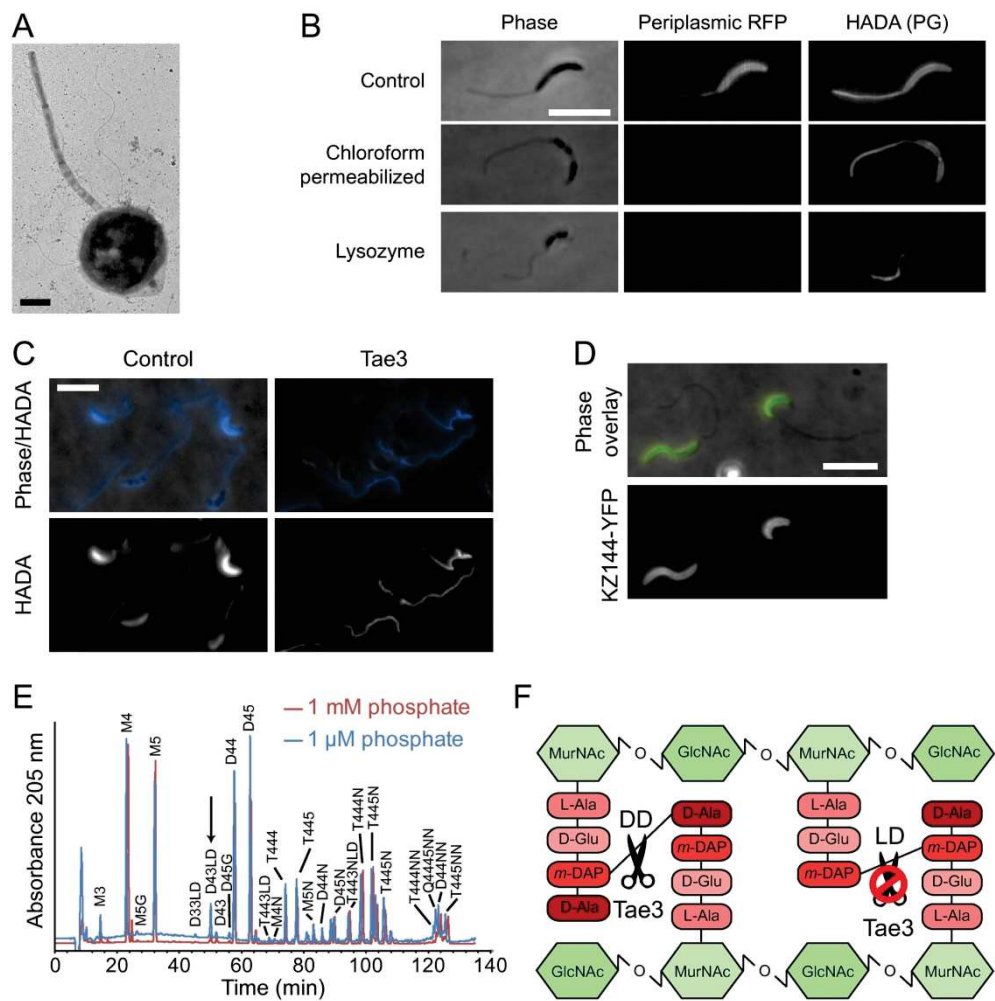 A
B
Phase
Periplasmic RFP
HADA (PG)
Control
Chloroform
permeabilized
Lysozyme
C
Control
Tae3
Phase/HADA
HADA
D
Phase
overlay
KZ144-YFP
E
1 mM phosphate
1 µM phosphate
Absorbance 205 nm
M3
M4
M5G
M5
D33LD
D43LD
D43
D45G
D44
D45
T443LD
M4N
T444
T445
M5N
D44N
D45N
T443NLD
T444N
T445N
T445N
T444NN
Q4445NN
D44NN
T445NN
0
20
40
60
80
100
120
140
Time (min)
F
MurNAc
O
GlcNAc
O
MurNAc
O
GlcNAc
L-Ala
D-Glu
m-DAP
D-Ala
DD
Tae3
D-Ala
m-DAP
D-Glu
L-Ala
L-Ala
D-Glu
m-DAP
LD
Tae3
D-Ala
m-DAP
D-Glu
L-Ala
GlcNAc
O
MurNAc
O
GlcNAc
O
MurNAc